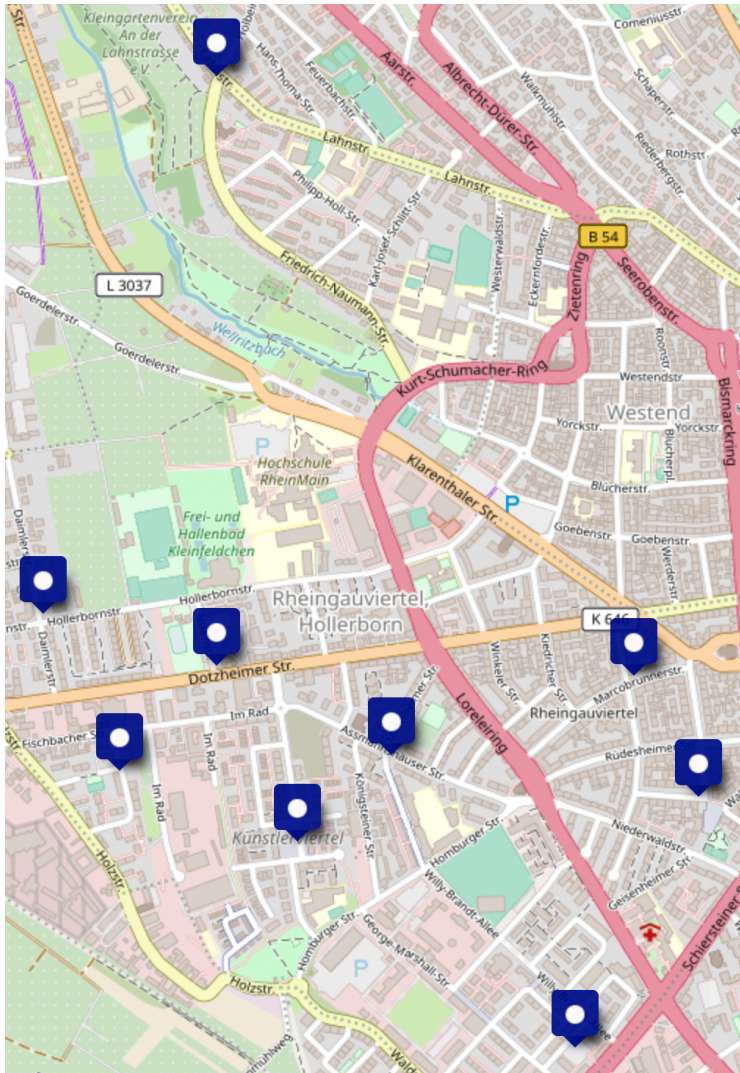 Kleingartenverein
An der
Lahnstrasse
e.V.
Str.
Hans-Thoma-Str.
Feuerbachstr.
Aarstr.
Albrecht-Dürer-Str.
Comeniusstr.
Schaperstr.
Walkmühlstr.
Riederbergstr.
Rothstr.
Lahnstr.
Lahnstr.
Philipp-Holl-Str.
Karl-Josef-Schlitt-Str.
Westerwaldstr.
Eckernfördestr.
B 54
Zietenring
Seerobenstr.
Friedrich-Naumann-Str.
L 3037
Goerdelerstr.
Goerdelerstr.
Wellritzbach
Kurt-Schumacher-Ring
Roonstr.
Westendstr.
Bismarckring
Westend
Yorckstr.
Yorckstr.
Blücherpl.
Blücherstr.
P
Hochschule
RheinMain
Klarenthaler Str.
P
Frei- und
Hallenbad
Kleinfeldchen
Goebenstr.
Goebenstr.
Werderstr.
Hollerbornstr.
Hollerbornstr.
Daimlerstr.
Rheingauviertel,
Hollerborn
K 646
Dotzheimer Str.
Winkeler Str.
Kiedricher Str.
Marcobrunnerstr.
Rheingauviertel
Loreleiring
Im Rad
Fischbacher
Im Rad
Im Rad
Assmannshäuser Str.
Rüdesheimer
Königsteiner Str.
Künstlerviertel
Homburger Str.
Niederwaldstr.
Geisenheimer Str.
Holzstr.
Willy-Brandt-Allee
Homburger Str.
George-Marshall-Str.
P
Schiersteiner
Holzstr.